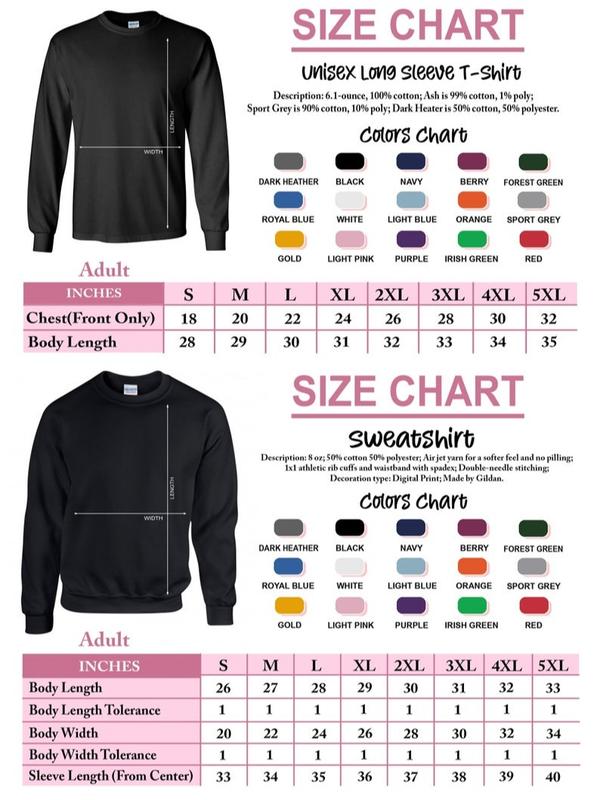 SIZE CHART
Unisex Long Sleeve T-Shirt
Description: 6.1-ounce, 100% cotton; Ash is 99% cotton, 1% poly;
Sport Grey is 90% cotton, 10% poly; Dark Heater is 50% cotton, 50% polyester.
Colors Chart
LENGTH
WIDTH
DARK HEATHER BLACK NAVY BERRY FOREST GREEN
ROYAL BLUE WHITE LIGHT BLUE ORANGE SPORT GREY
GOLD LIGHT PINK PURPLE IRISH GREEN RED
Adult
INCHES S M L XL 2XL 3XL 4XL 5XL
Chest(Front Only) 18 20 22 24 26 28 30 32
Body Length 28 29 30 31 32 33 34 35
SIZE CHART
Sweatshirt
Description: 8 oz; 50% cotton 50% polyester; Air jet yarn for a softer feel and no pilling;
1x1 athletic rib cuffs and waistband with spadex; Double-needle stitching;
Decoration type: Digital Print; Made by Gildan.
Colors Chart
LENGTH
WIDTH
DARK HEATHER BLACK NAVY BERRY FOREST GREEN
ROYAL BLUE WHITE LIGHT BLUE ORANGE SPORT GREY
GOLD LIGHT PINK PURPLE IRISH GREEN RED
Adult
INCHES S M L XL 2XL 3XL 4XL 5XL
Body Length 26 27 28 29 30 31 32 33
Body Length Tolerance 1 1 1 1 1 1 1 1
Body Width 20 22 24 26 28 30 32 34
Body Width Tolerance 1 1 1 1 1 1 1 1
Sleeve Length (From Center) 33 34 35 36 37 38 39 40